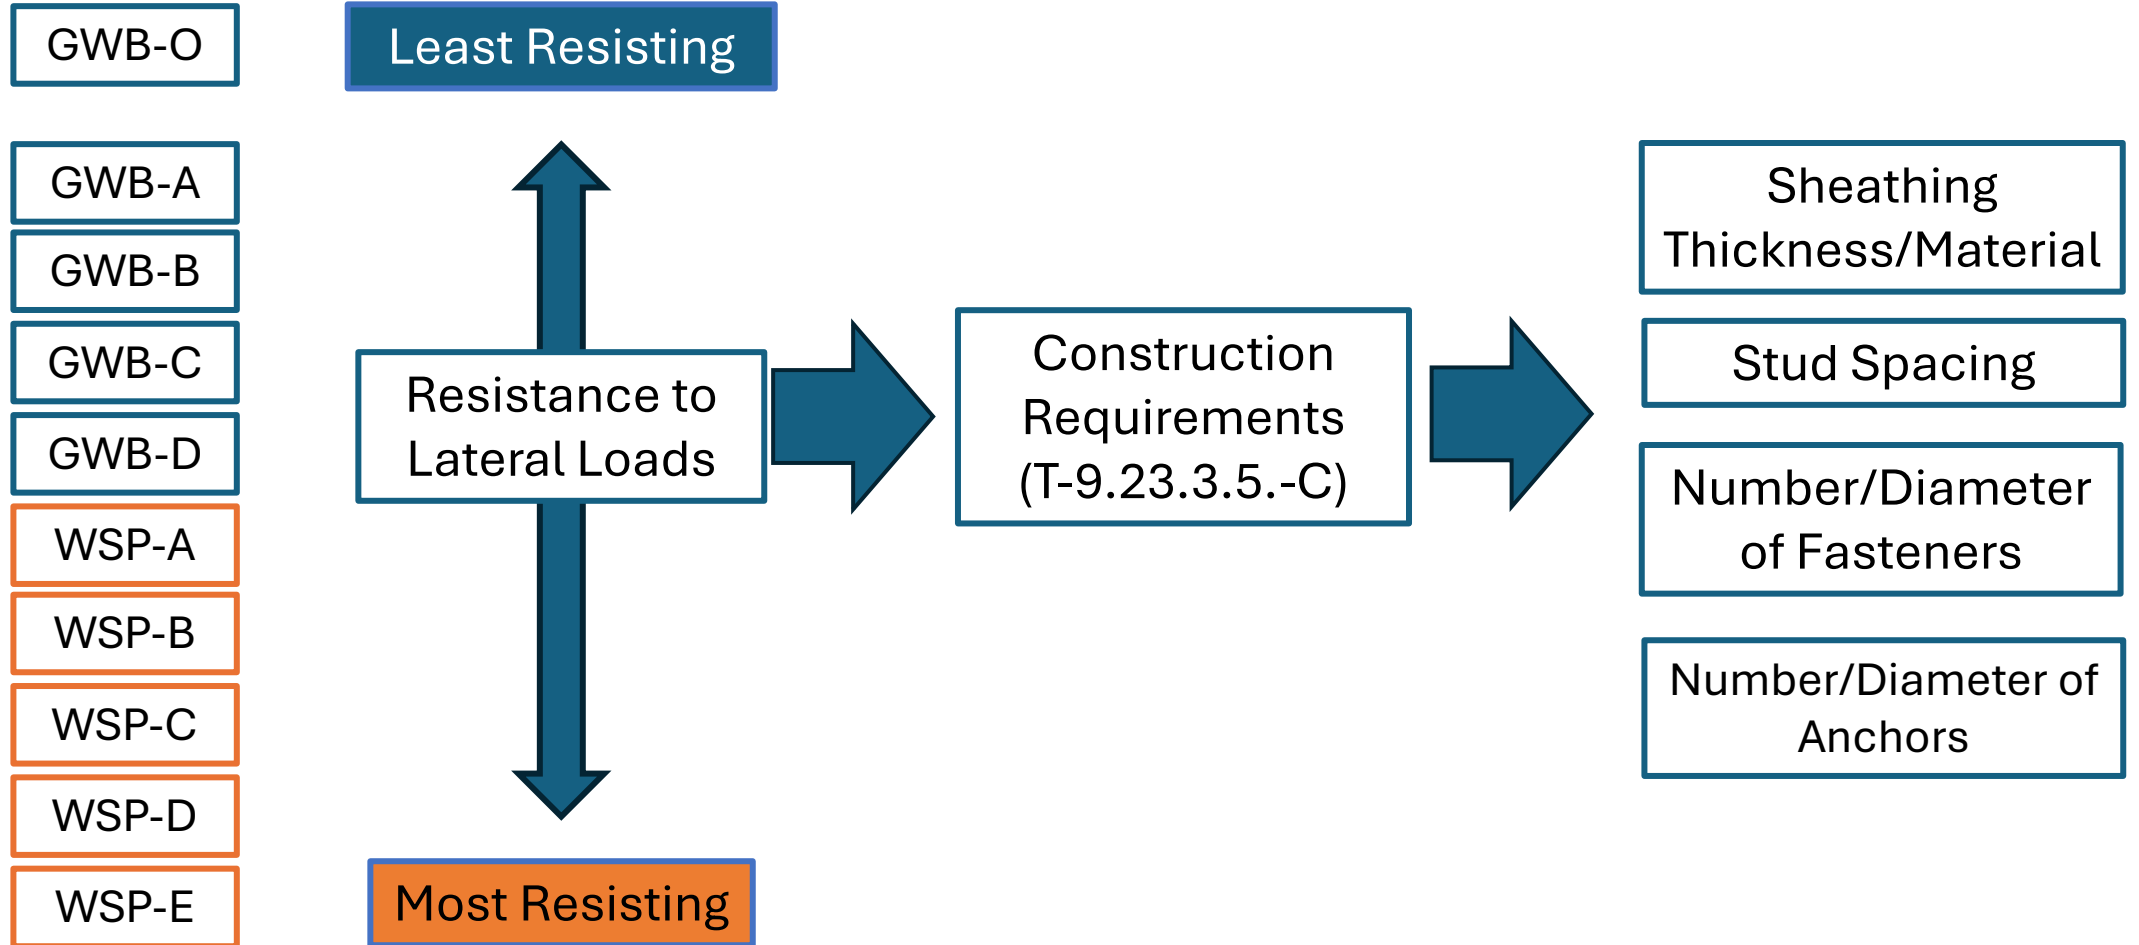 GWB-O
GWB-A
GWB-B
GWB-C
GWB-D
WSP-A
WSP-B
WSP-C
WSP-D
WSP-E
Least Resisting
Resistance to
Lateral Loads
Most Resisting
Construction
Requirements
(T-9.23.3.5.-C)
Sheathing
Thickness/Material
Stud Spacing
Number/Diameter
of Fasteners
Number/Diameter of
Anchors